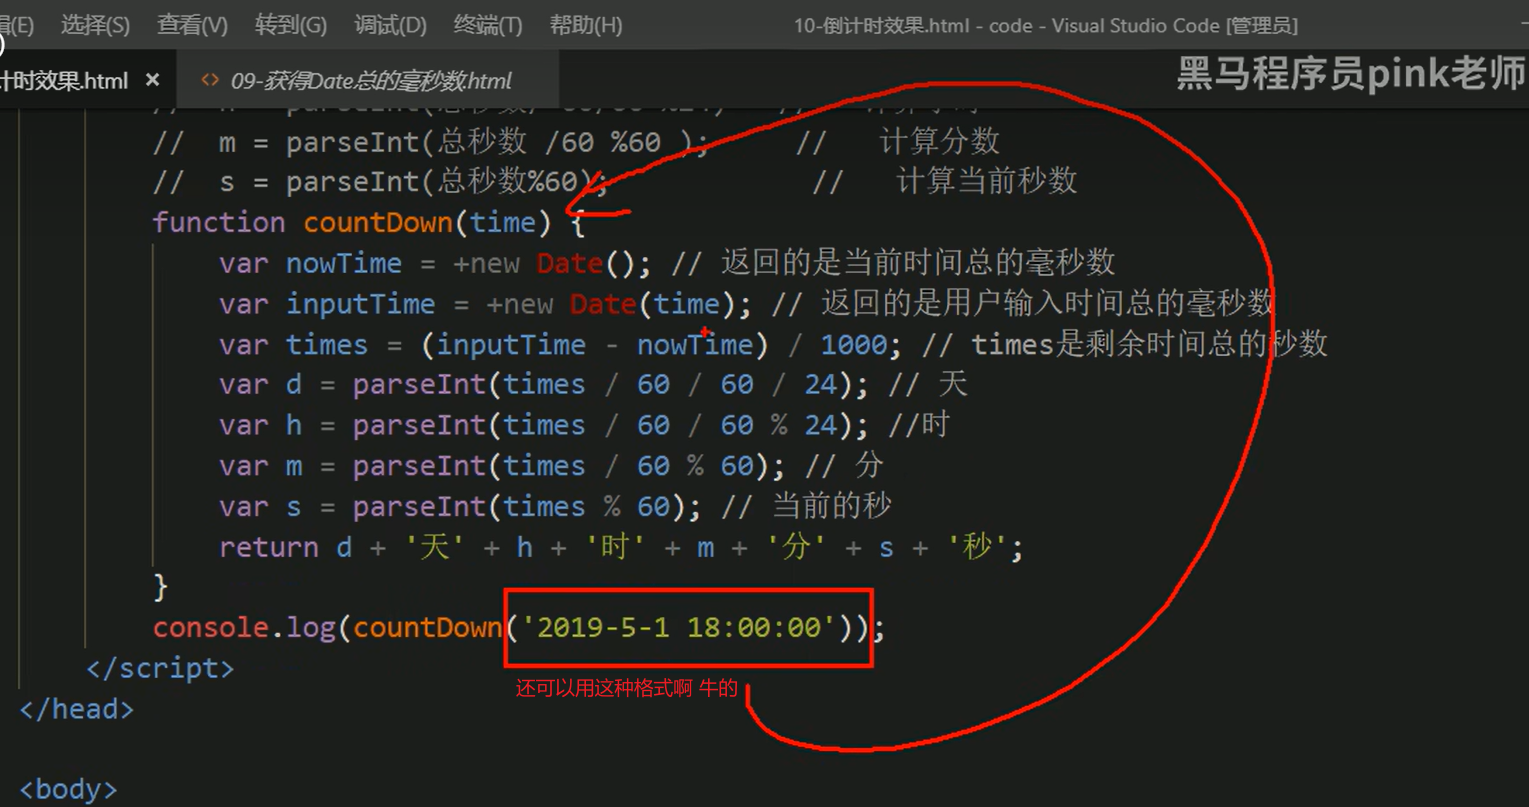 (E) 选择(S) 查看(V) 转到(G) 调试(D) 终端(T) 帮助(H) 10-倒计时效果.html - code - Visual Studio Code [管理员]
计时效果.html × <> 09-获得Date总的毫秒数.html
黑马程序员pink老师
// m = parseInt(总秒数 /60 %60 ); // 计算分数
// s = parseInt(总秒数%60); // 计算当前秒数
function countDown(time) {
var nowTime = +new Date(); // 返回的是当前时间总的毫秒数
var inputTime = +new Date(time); // 返回的是用户输入时间总的毫秒数
var times = (inputTime - nowTime) / 1000; // times是剩余时间总的秒数
var d = parseInt(times / 60 / 60 / 24); // 天
var h = parseInt(times / 60 / 60 % 24); //时
var m = parseInt(times / 60 % 60); // 分
var s = parseInt(times % 60); // 当前的秒
return d + '天' + h + '时' + m + '分' + s + '秒';
}
console.log(countDown('2019-5-1 18:00:00'));
</script>
还可以用这种格式啊 牛的
</head>
<body>